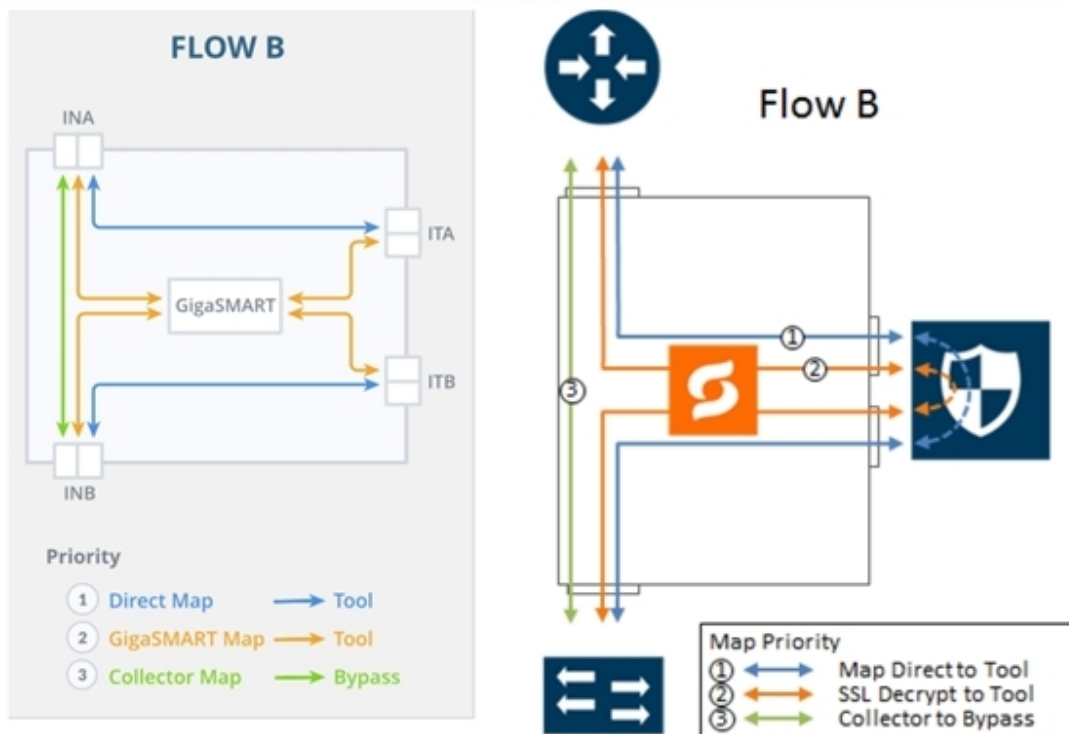 FLOW B
INA
ITA
GigaSMART
ITB
INB
Priority
1 Direct Map Tool
2 GigaSMART Map Tool
3 Collector Map Bypass
Flow B
1
2
3
Map Priority
1 Map Direct to Tool
2 SSL Decrypt to Tool
3 Collector to Bypass